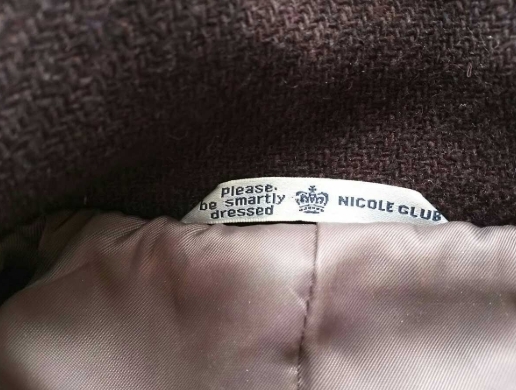 Please.
be smartly
dressed
NICOLE CLUB